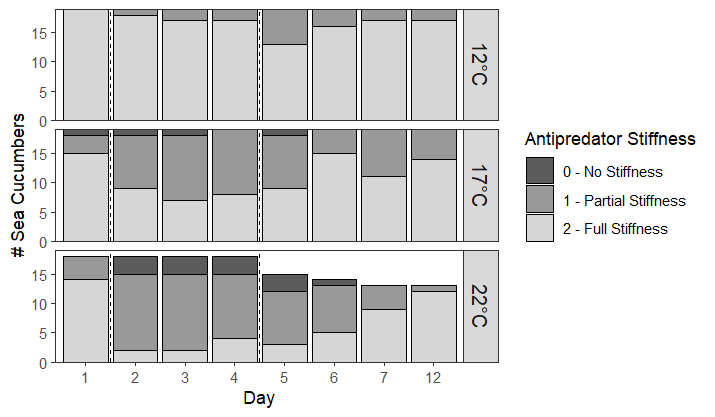 # Sea Cucumbers
15
10
5
0
12°C
15
10
5
0
17°C
15
10
5
0
22°C
1 2 3 4 5 6 7 12
Day
Antipredator Stiffness
0 - No Stiffness
1 - Partial Stiffness
2 - Full Stiffness